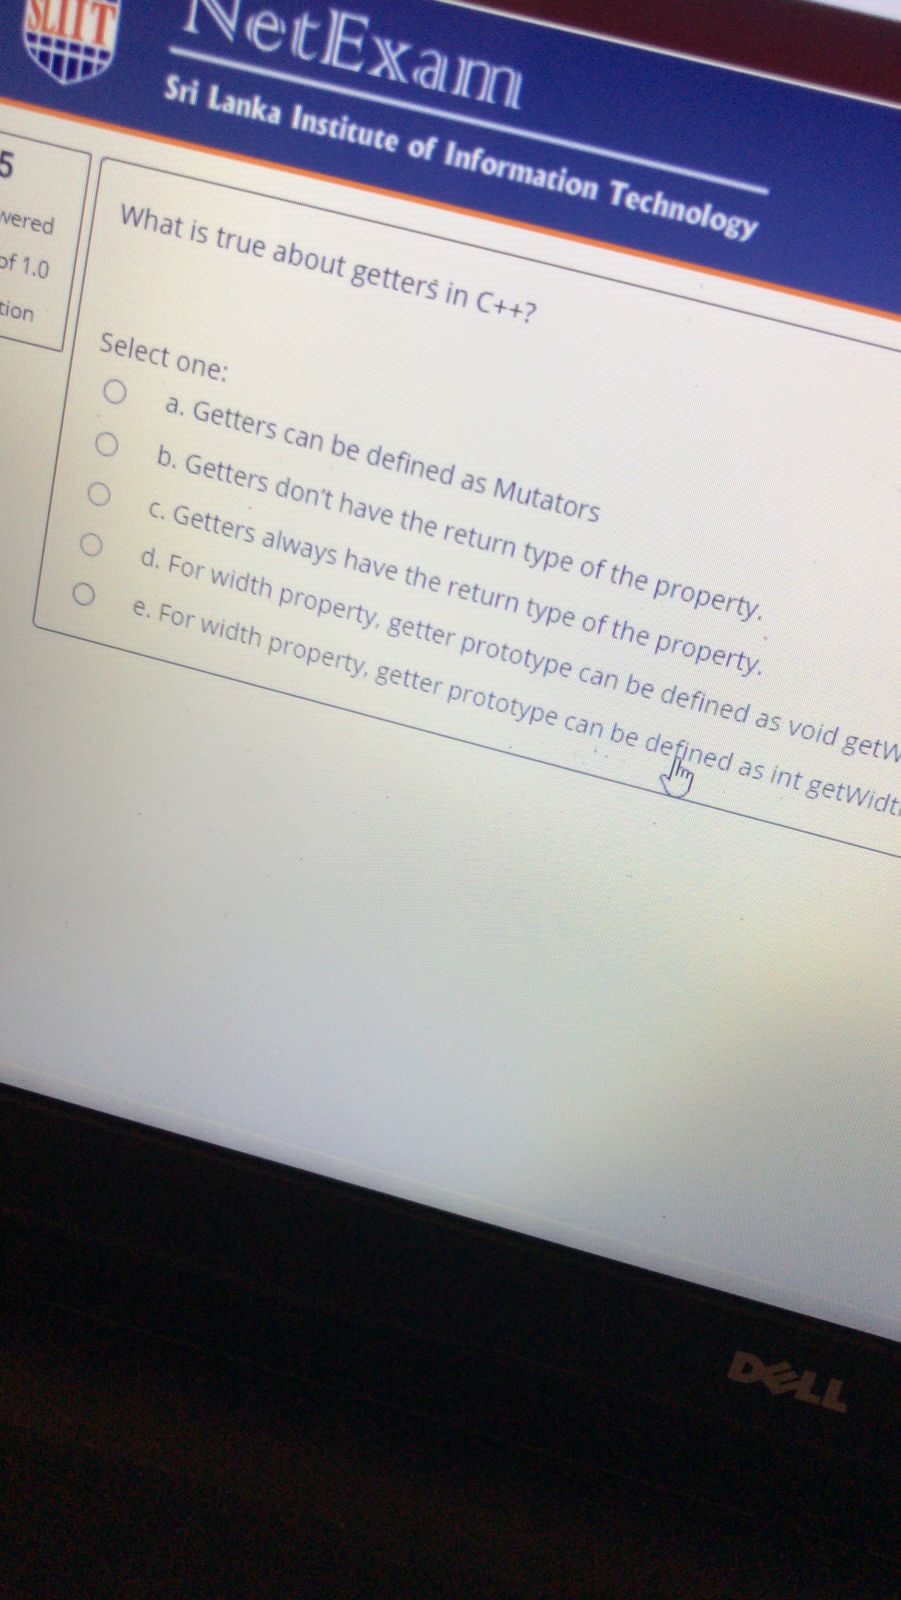 SLIIT
NetExam
Sri Lanka Institute of Information Technology
5
wered
of 1.0
tion
What is true about getters in C++?
Select one:
a. Getters can be defined as Mutators
b. Getters don't have the return type of the property.
c. Getters always have the return type of the property.
d. For width property, getter prototype can be defined as void getW
e. For width property, getter prototype can be defined as int getWidt
DELL